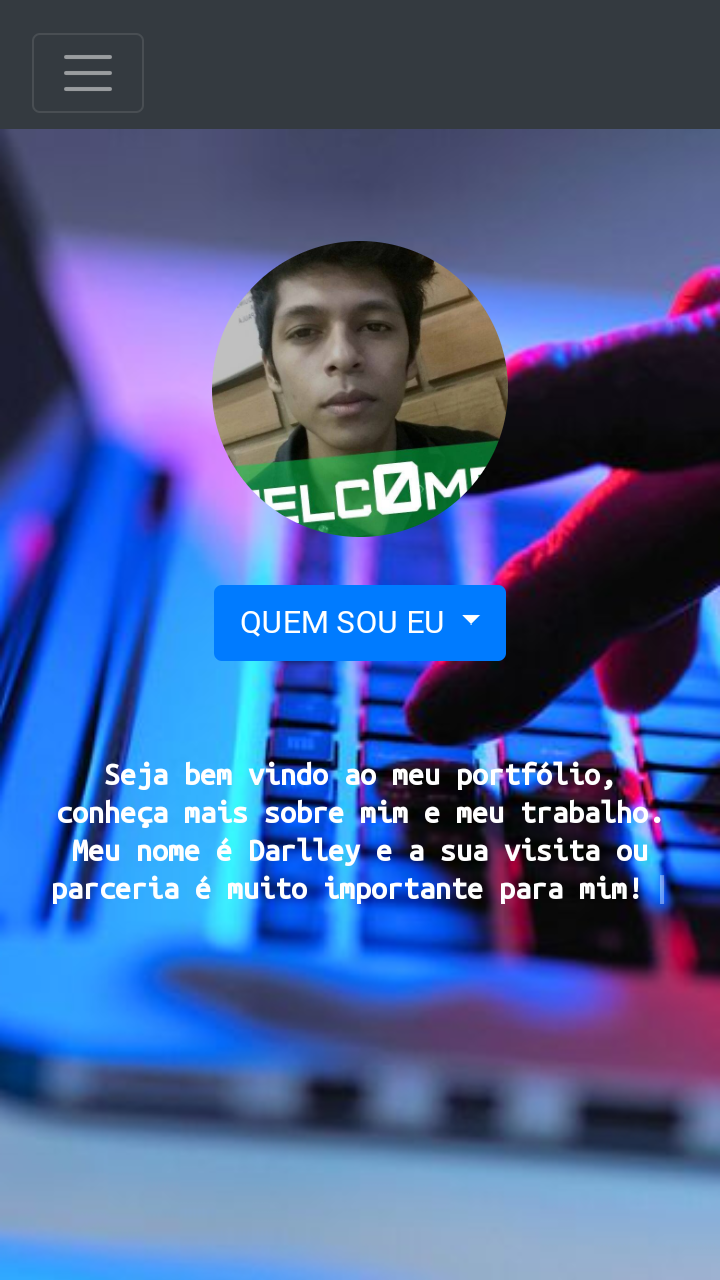 WELCØME
QUEM SOU EU
Seja bem vindo ao meu portfólio,
conheça mais sobre mim e meu trabalho.
Meu nome é Darlley e a sua visita ou
parceria é muito importante para mim!